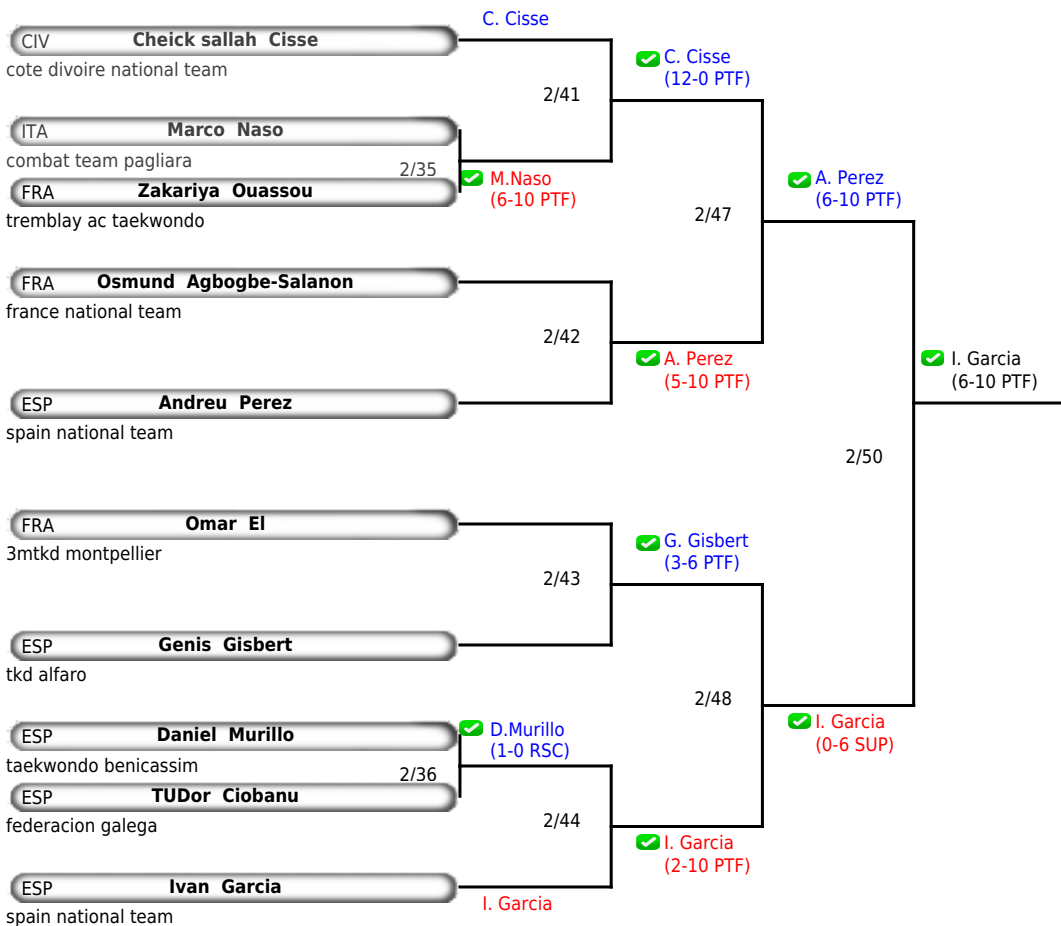 C. Cisse
CIV Cheick sallah Cisse
cote divoire national team
C. Cisse
(12-0 PTF)
2/41
ITA Marco Naso
combat team pagliara
2/35
M.Naso
(6-10 PTF)
FRA Zakariya Ouassou
tremblay ac taekwondo
A. Perez
(6-10 PTF)
2/47
FRA Osmund Agbogbe-Salanon
france national team
2/42
A. Perez
(5-10 PTF)
ESP Andreu Perez
spain national team
I. Garcia
(6-10 PTF)
2/50
FRA Omar El
3mtkd montpellier
G. Gisbert
(3-6 PTF)
2/43
ESP Genis Gisbert
tkd alfaro
2/48
I. Garcia
(0-6 SUP)
ESP Daniel Murillo
taekwondo benicassim
D.Murillo
(1-0 RSC)
2/36
ESP TUDor Ciobanu
federacion galega
2/44
I. Garcia
(2-10 PTF)
ESP Ivan Garcia
spain national team
I. Garcia